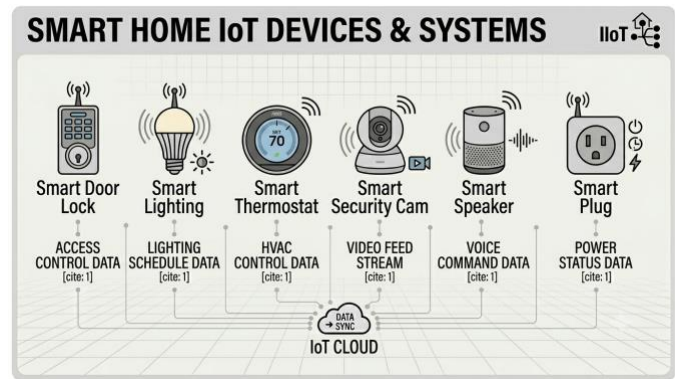 SMART HOME IoT DEVICES & SYSTEMS
IIoT
SET
70
Smart Door
Lock
Smart
Lighting
Smart
Thermostat
Smart
Security Cam
Smart
Speaker
Smart
Plug
ACCESS
CONTROL DATA
[cite: 1]
LIGHTING
SCHEDULE DATA
[cite: 1]
HVAC
CONTROL DATA
[cite: 1]
VIDEO FEED
STREAM
[cite: 1]
VOICE
COMMAND DATA
[cite: 1]
POWER
STATUS DATA
[cite: 1]
DATA
SYNC
IoT CLOUD